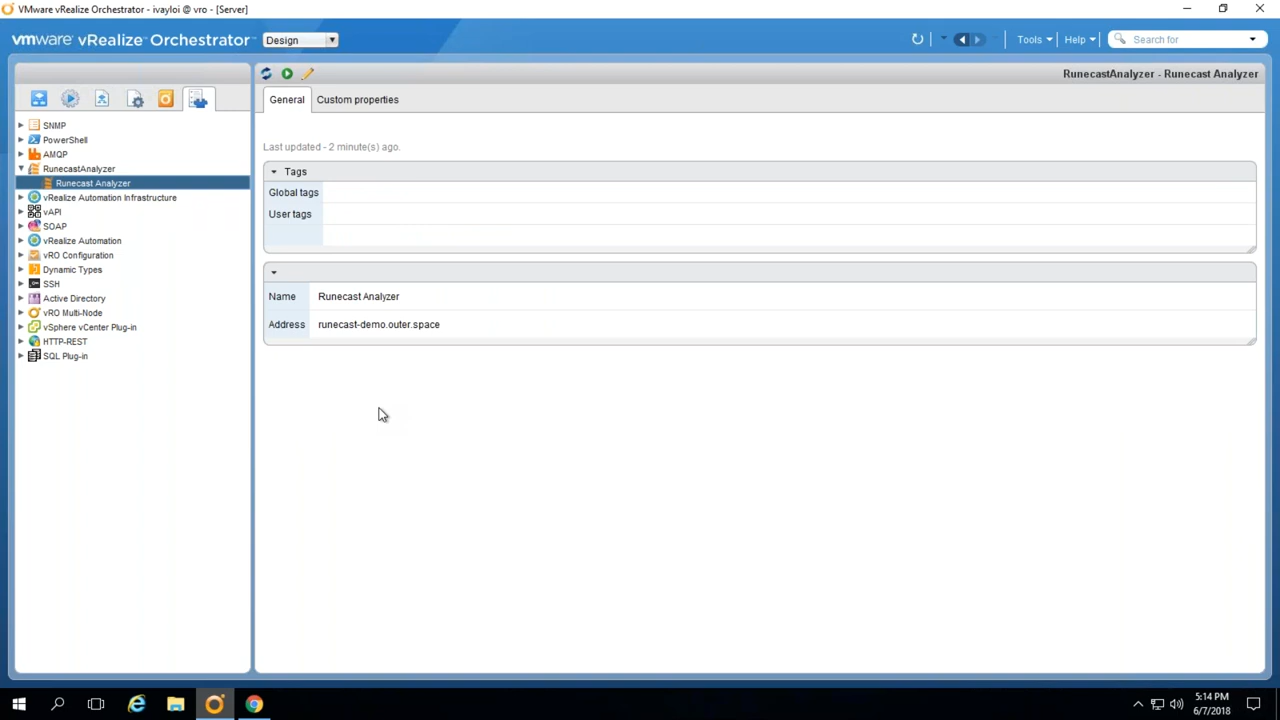 VMware vRealize Orchestrator - ivayloi @ vro - [Server]
vmware vRealize Orchestrator Design Tools Help Search for
RunecastAnalyzer - Runecast Analyzer
General Custom properties
SNMP
PowerShell
AMQP
RunecastAnalyzer
Runecast Analyzer
vRealize Automation Infrastructure
vAPI
SOAP
vRealize Automation
vRO Configuration
Dynamic Types
SSH
Active Directory
vRO Multi-Node
vSphere vCenter Plug-in
HTTP-REST
SQL Plug-in
Last updated - 2 minute(s) ago.
Tags
Global tags
User tags
Name Runecast Analyzer
Address runecast-demo.outer.space
5:14 PM
6/7/2018